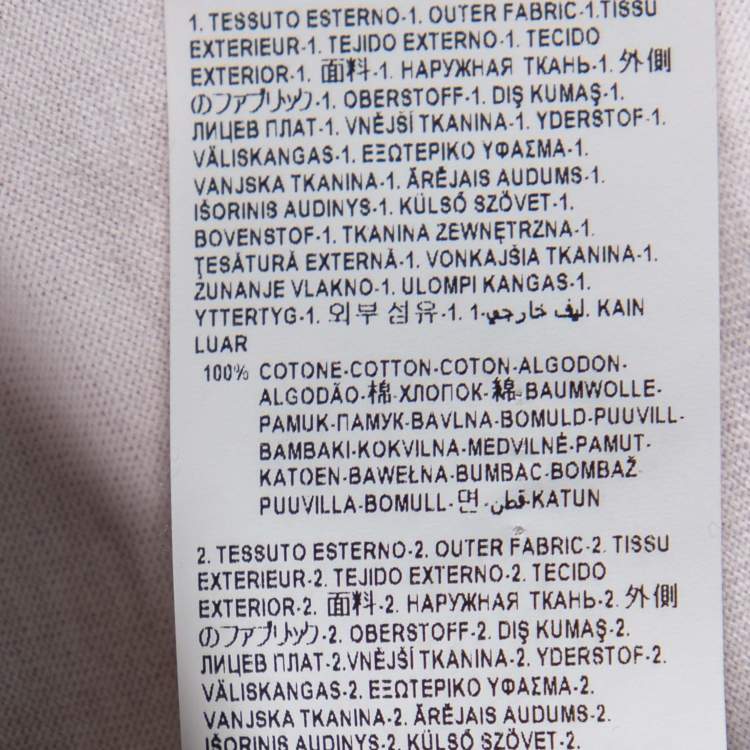 1. TESSUTO ESTERNO-1. OUTER FABRIC-1.TISSU
EXTERIEUR-1. TEJIDO EXTERNO-1. TECIDO
EXTERIOR-1. 面料-1. НАРУЖНАЯ ТКАНЬ-1. 外側
のファブリック-1. OBERSTOFF-1. DIŞ KUMAŞ-1.
ЛИЦЕВ ПЛАТ-1. VNĚJŠÍ TKANINA-1. YDERSTOF-1.
VÄLISKANGAS-1. ΕΞΩΤΕΡΙΚΟ ΥΦΑΣΜΑ-1.
VANJSKA TKANINA-1. ĀRĒJAIS AUDUMS-1.
IŠORINIS AUDINYS-1. KÜLSŐ SZÖVET-1.
BOVENSTOF-1. TKANINA ZEWNĘTRZNA-1.
ŢESĂTURĂ EXTERNĂ-1. VONKAJŠIA TKANINA-1.
ZUNANJE VLAKNO-1. ULOMPI KANGAS-1.
YTTERTYG-1. 외부 섬유-1. 1-ليف خارجي. KAIN
LUAR
100% COTONE-COTTON-COTON-ALGODON-
ALGODÃO-棉-ХЛОПОК-綿-BAUMWOLLE-
PAMUK-ПАМУК-BAVLNA-BOMULD-PUUVILL-
BAMBAKI-KOKVILNA-MEDVILNĖ-PAMUT-
KATOEN-BAWEŁNA-BUMBAC-BOMBAŽ
PUUVILLA-BOMULL-면-قطن-KATUN
2. TESSUTO ESTERNO-2. OUTER FABRIC-2. TISSU
EXTERIEUR-2. TEJIDO EXTERNO-2. TECIDO
EXTERIOR-2. 面料-2. НАРУЖНАЯ ТКАНЬ-2. 外側
のファブリック-2. OBERSTOFF-2. DIŞ KUMAŞ-2.
ЛИЦЕВ ПЛАТ-2.VNĚJŠÍ TKANINA-2. YDERSTOF-2.
VÄLISKANGAS-2. ΕΞΩΤΕΡΙΚΟ ΥΦΑΣΜΑ-2.
VANJSKA TKANINA-2. ĀRĒJAIS AUDUMS-2.
IŠORINIS AUDINYS-2. KÜLSŐ SZÖVET-2.